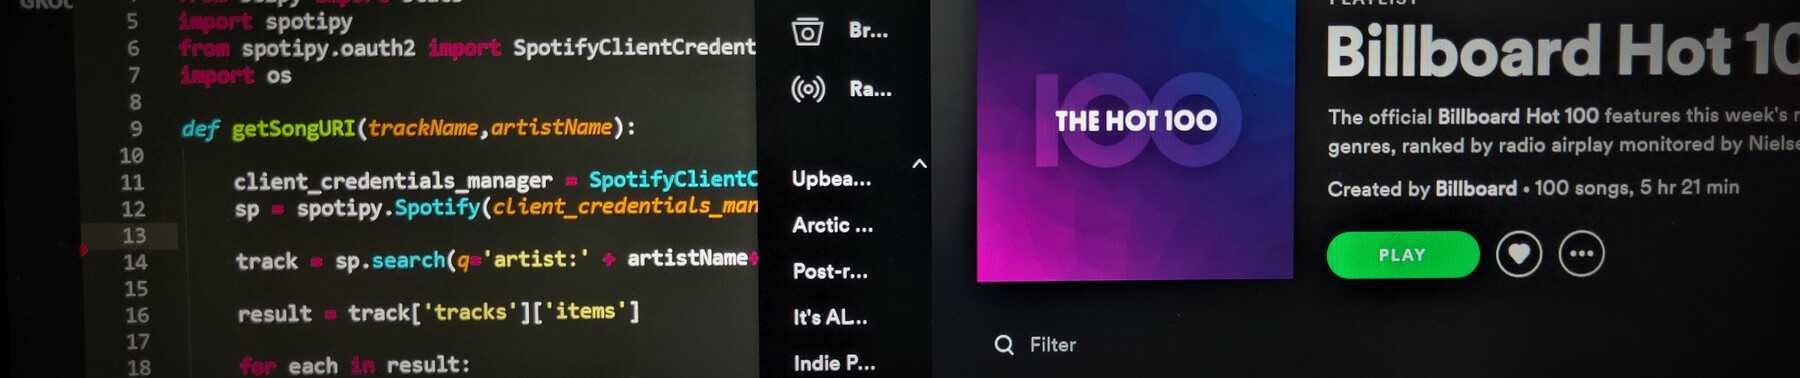 5 import spotipy
6 from spotipy.oauth2 import SpotifyClientCredent
7 import os
8
9 def getSongURI(trackName,artistName):
10
11 client_credentials_manager = SpotifyClientC
12 sp = spotipy.Spotify(client_credentials_man
13
14 track = sp.search(q='artist:' + artistName+
15
16 result = track['tracks']['items']
17
18 for each in result:
Br...
Ra...
Upbea...
Arctic ...
Post-r...
It's AL...
Indie P...
THE HOT 100
100
PLAYLIST
Billboard Hot 10
The official Billboard Hot 100 features this week's
genres, ranked by radio airplay monitored by Nielse
Created by Billboard • 100 songs, 5 hr 21 min
PLAY
Filter